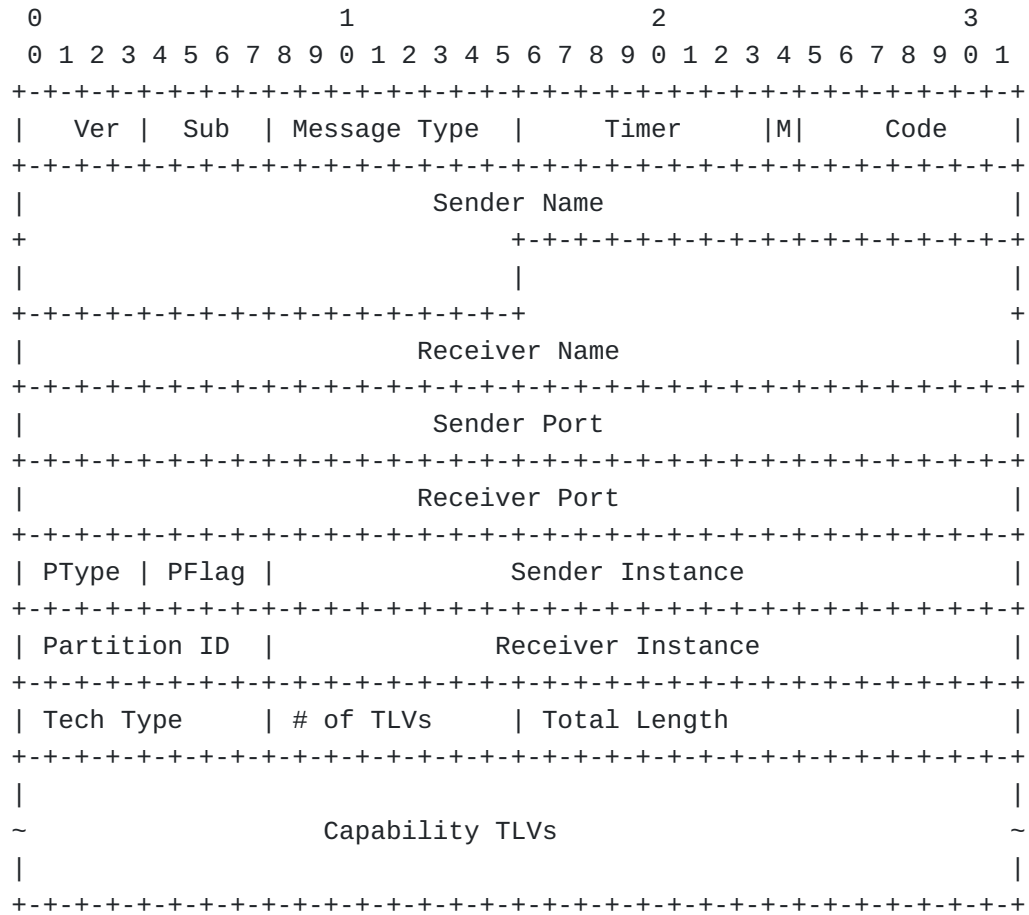 0                   1                   2                   3
 0 1 2 3 4 5 6 7 8 9 0 1 2 3 4 5 6 7 8 9 0 1 2 3 4 5 6 7 8 9 0 1
+-+-+-+-+-+-+-+-+-+-+-+-+-+-+-+-+-+-+-+-+-+-+-+-+-+-+-+-+-+-+-+-+
|   Ver |  Sub  | Message Type  |     Timer     |M|     Code    |
+-+-+-+-+-+-+-+-+-+-+-+-+-+-+-+-+-+-+-+-+-+-+-+-+-+-+-+-+-+-+-+-+
|                          Sender Name                          |
+                               +-+-+-+-+-+-+-+-+-+-+-+-+-+-+-+-+
|                               |                               |
+-+-+-+-+-+-+-+-+-+-+-+-+-+-+-+-+                               +
|                         Receiver Name                         |
+-+-+-+-+-+-+-+-+-+-+-+-+-+-+-+-+-+-+-+-+-+-+-+-+-+-+-+-+-+-+-+-+
|                          Sender Port                          |
+-+-+-+-+-+-+-+-+-+-+-+-+-+-+-+-+-+-+-+-+-+-+-+-+-+-+-+-+-+-+-+-+
|                         Receiver Port                         |
+-+-+-+-+-+-+-+-+-+-+-+-+-+-+-+-+-+-+-+-+-+-+-+-+-+-+-+-+-+-+-+-+
| PType | PFlag |               Sender Instance                 |
+-+-+-+-+-+-+-+-+-+-+-+-+-+-+-+-+-+-+-+-+-+-+-+-+-+-+-+-+-+-+-+-+
| Partition ID  |              Receiver Instance                |
+-+-+-+-+-+-+-+-+-+-+-+-+-+-+-+-+-+-+-+-+-+-+-+-+-+-+-+-+-+-+-+-+
| Tech Type     | # of TLVs     | Total Length                  |
+-+-+-+-+-+-+-+-+-+-+-+-+-+-+-+-+-+-+-+-+-+-+-+-+-+-+-+-+-+-+-+-+
|                                                               |
~                   Capability TLVs                             ~
|                                                               |
+-+-+-+-+-+-+-+-+-+-+-+-+-+-+-+-+-+-+-+-+-+-+-+-+-+-+-+-+-+-+-+-+